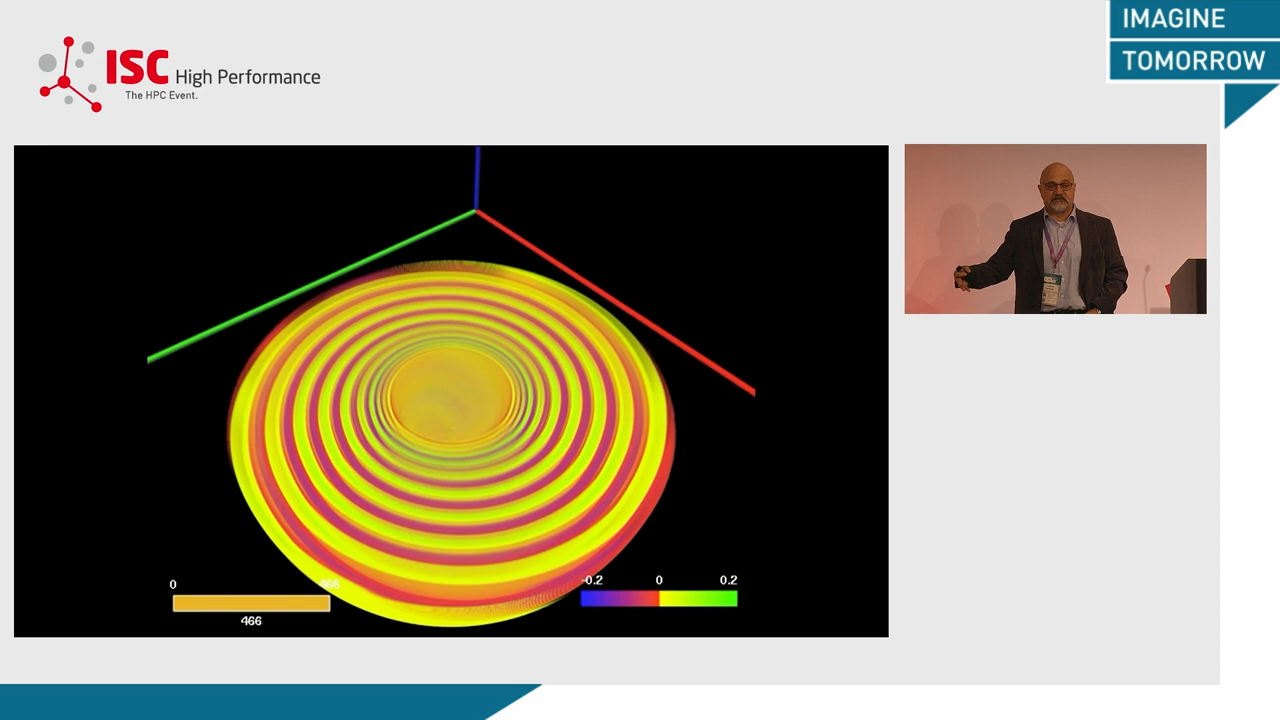 IMAGINE
TOMORROW
ISC High Performance
The HPC Event.
0
466
466
-0.2 0 0.2